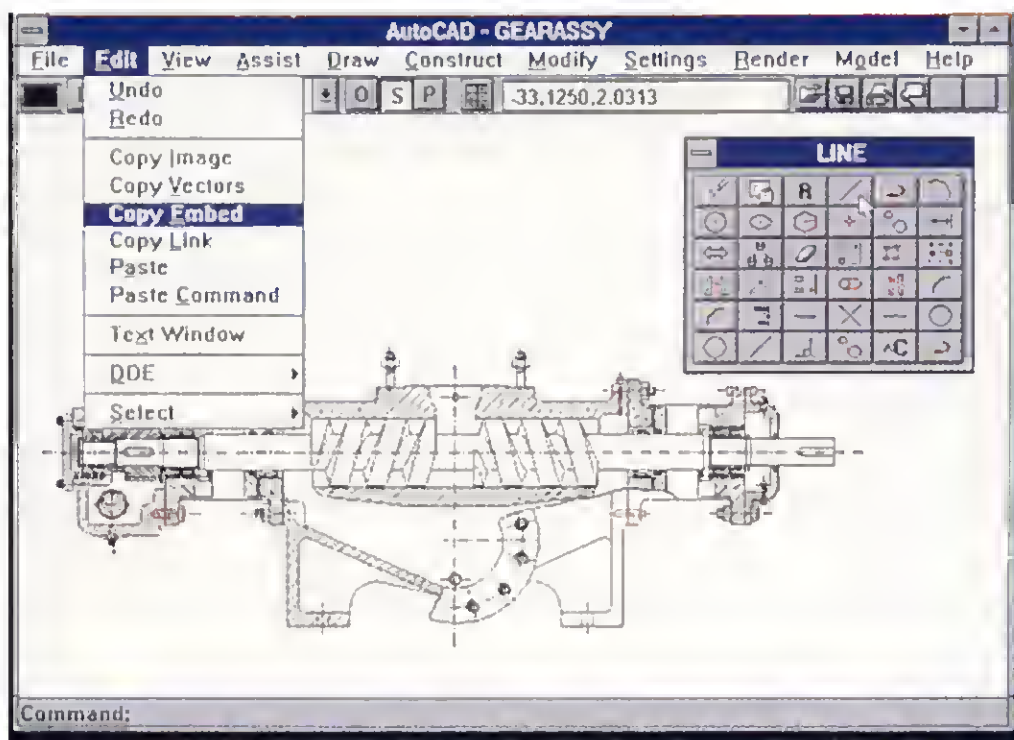 AutoCAD - GEARASSY
File Edit View Assist Draw Construct Modify Settings Render Model Help
O S P -33.1250,2.0313
Undo
Redo
Copy Image
Copy Vectors
Copy Embed
Copy Link
Paste
Paste Command
Text Window
DDE
Select
LINE
R
^C
Command: